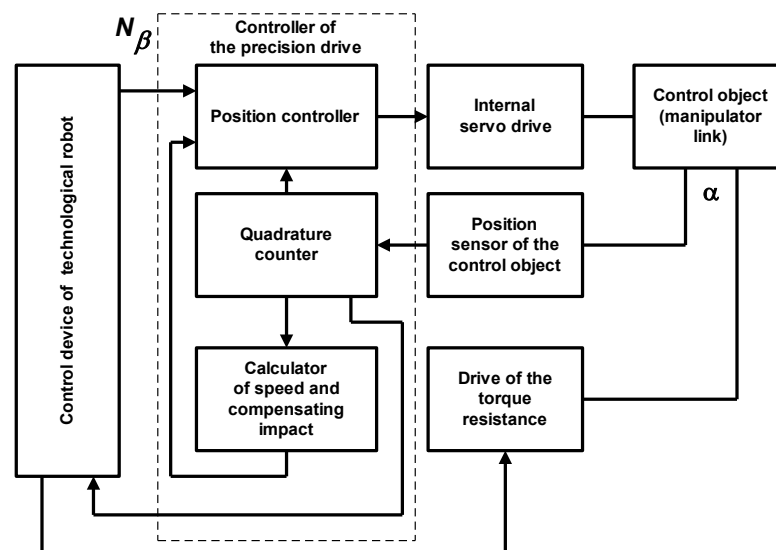 N β
Controller of
the precision drive
Control device of technological robot
Position controller
Internal
servo drive
Control object
(manipulator
link)
α
Quadrature
counter
Position
sensor of the
control object
Calculator
of speed and
compensating
impact
Drive of the
torque
resistance